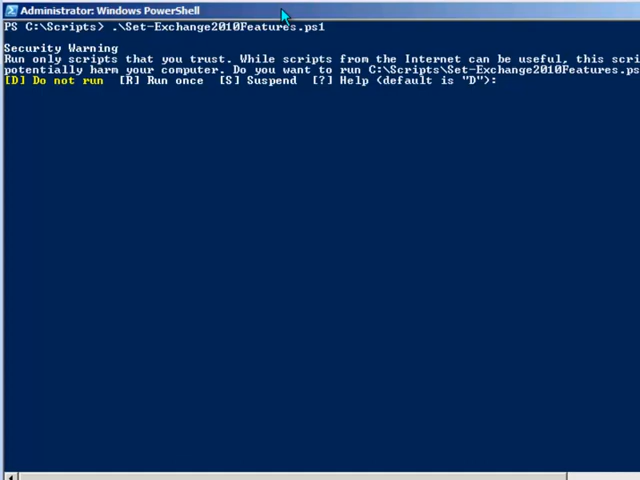 Administrator: Windows PowerShell
PS C:\Scripts> .\Set-Exchange2010Features.ps1
Security Warning
Run only scripts that you trust. While scripts from the Internet can be useful, this scri
potentially harm your computer. Do you want to run C:\Scripts\Set-Exchange2010Features.ps
[D] Do not run [R] Run once [S] Suspend [?] Help (default is "D"):